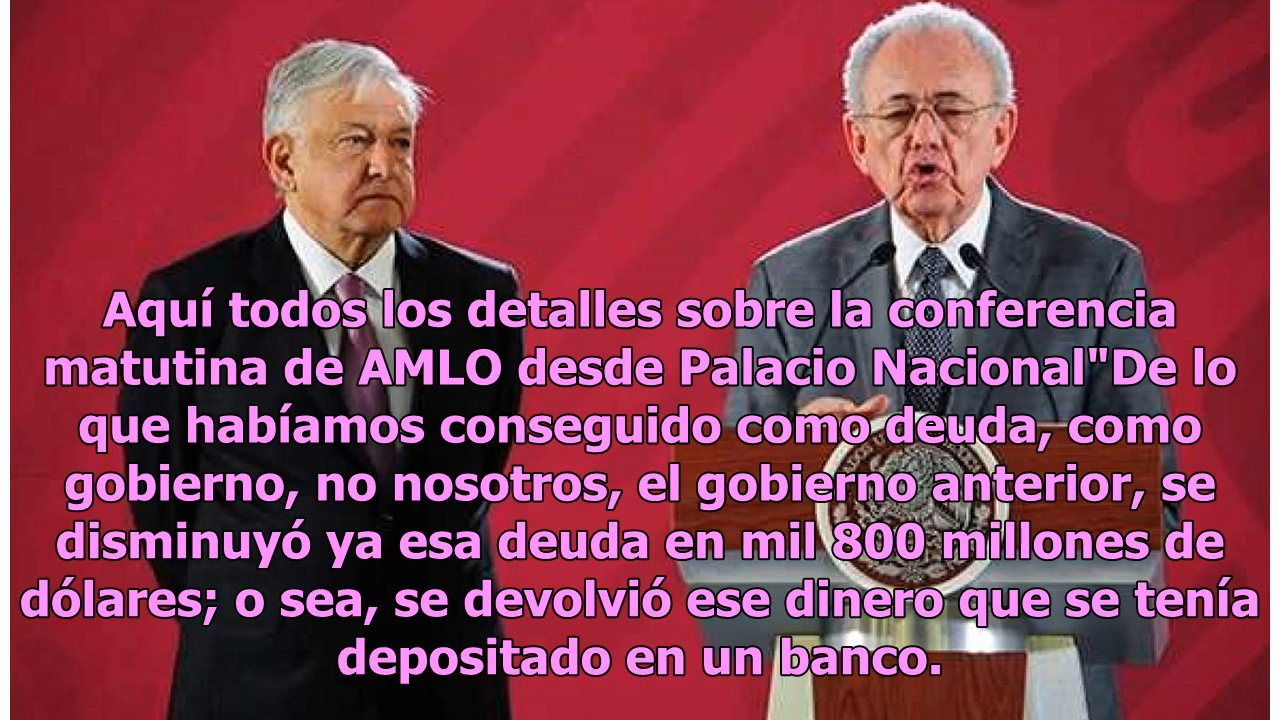 Aquí todos los detalles sobre la conferencia
matutina de AMLO desde Palacio Nacional"De lo
que habíamos conseguido como deuda, como
gobierno, no nosotros, el gobierno anterior, se
disminuyó ya esa deuda en mil 800 millones de
dólares; o sea, se devolvió ese dinero que se tenía
depositado en un banco.